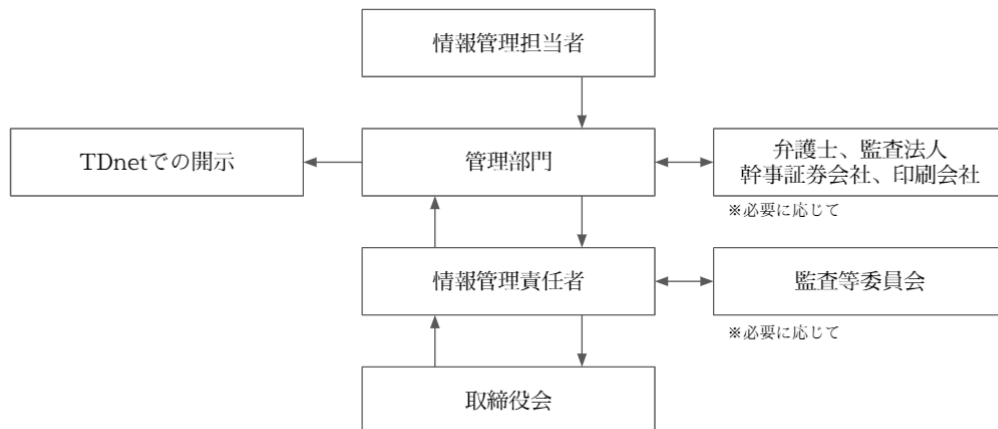 情報管理担当者
TDnetでの開示
管理部門
弁護士、監査法人
幹事証券会社、印刷会社
※必要に応じて
情報管理責任者
監査等委員会
※必要に応じて
取締役会